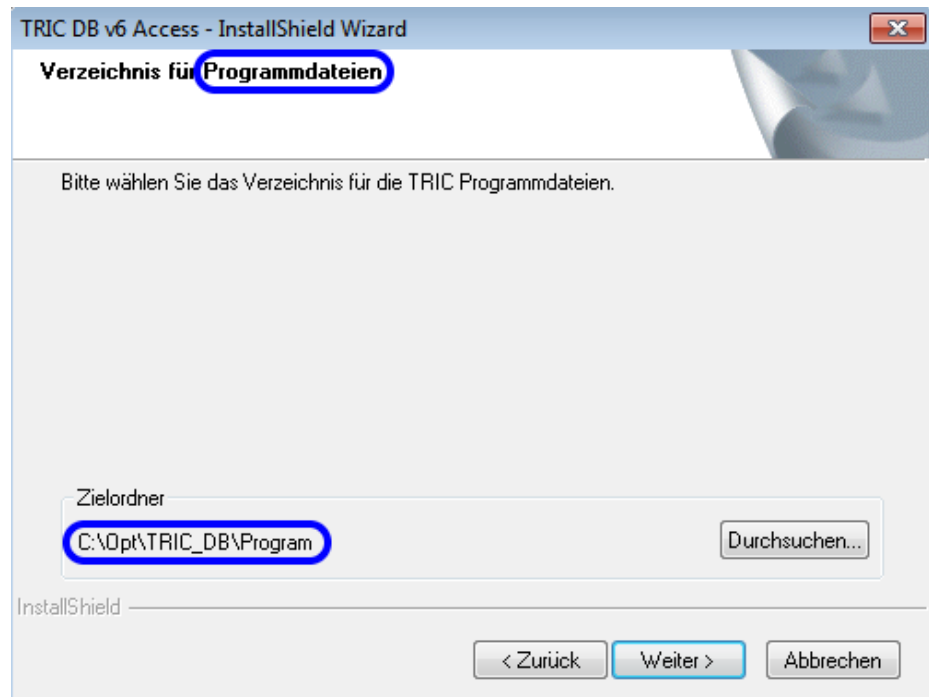 TRIC DB v6 Access - InstallShield Wizard
Verzeichnis für Programmdateien
Bitte wählen Sie das Verzeichnis für die TRIC Programmdateien.
Zielordner
C:\Opt\TRIC_DB\Program
Durchsuchen...
InstallShield
< Zurück
Weiter >
Abbrechen